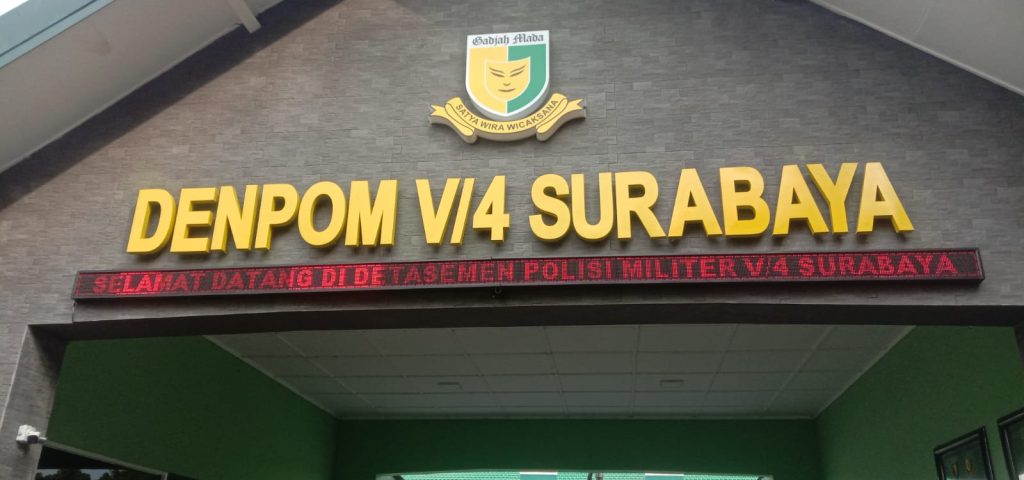 Gadjah Mada
SATYA WIRA WICAKSANA
DENPOM V/4 SURABAYA
SELAMAT DATANG DI DETASEMEN POLISI MILITER V/4 SURABAYA